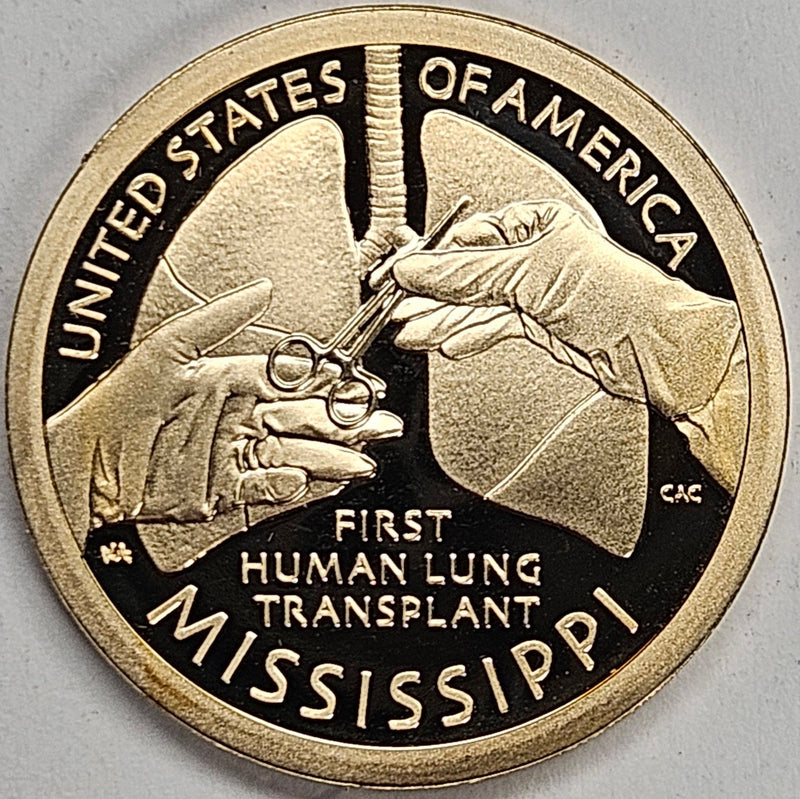 UNITED STATES OF AMERICA
CAC
FIRST
HUMAN LUNG
TRANSPLANT
MISSISSIPPI